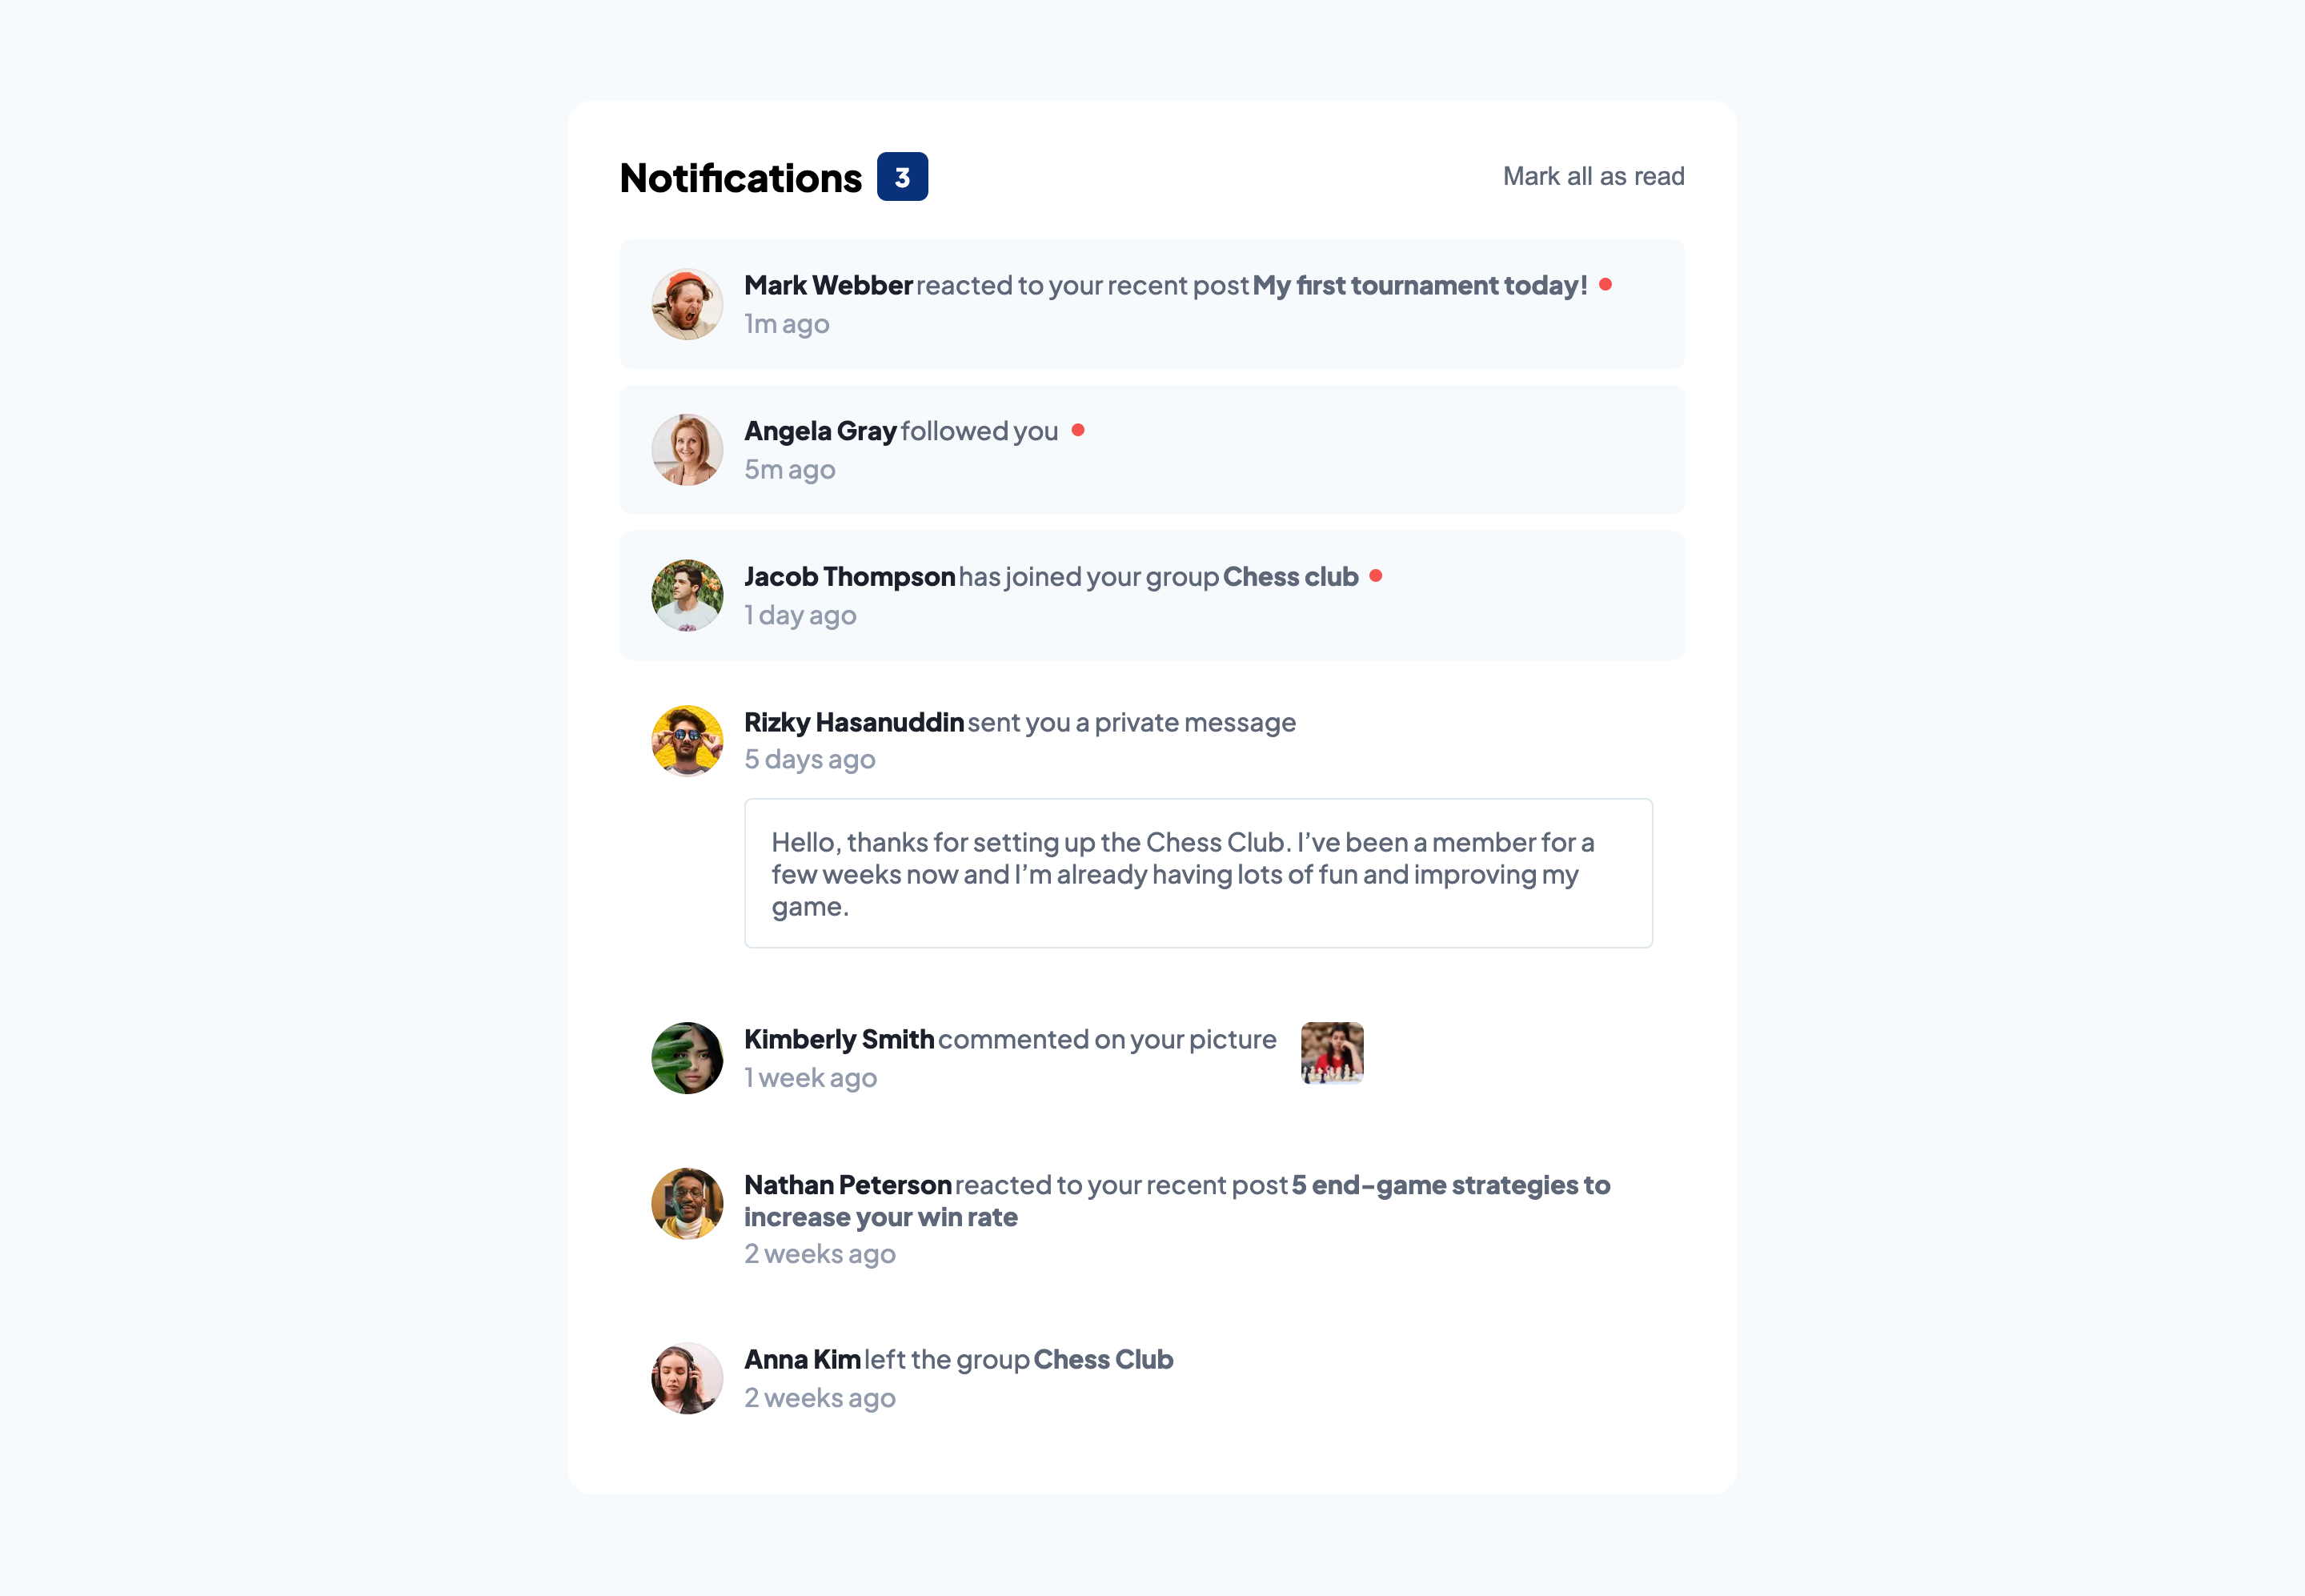 Notifications 3
Mark all as read
Mark Webber reacted to your recent post My first tournament today!
1m ago
Angela Gray followed you
5m ago
Jacob Thompson has joined your group Chess club
1 day ago
Rizky Hasanuddin sent you a private message
5 days ago
Hello, thanks for setting up the Chess Club. I’ve been a member for a
few weeks now and I’m already having lots of fun and improving my
game.
Kimberly Smith commented on your picture
1 week ago
Nathan Peterson reacted to your recent post 5 end-game strategies to
increase your win rate
2 weeks ago
Anna Kim left the group Chess Club
2 weeks ago